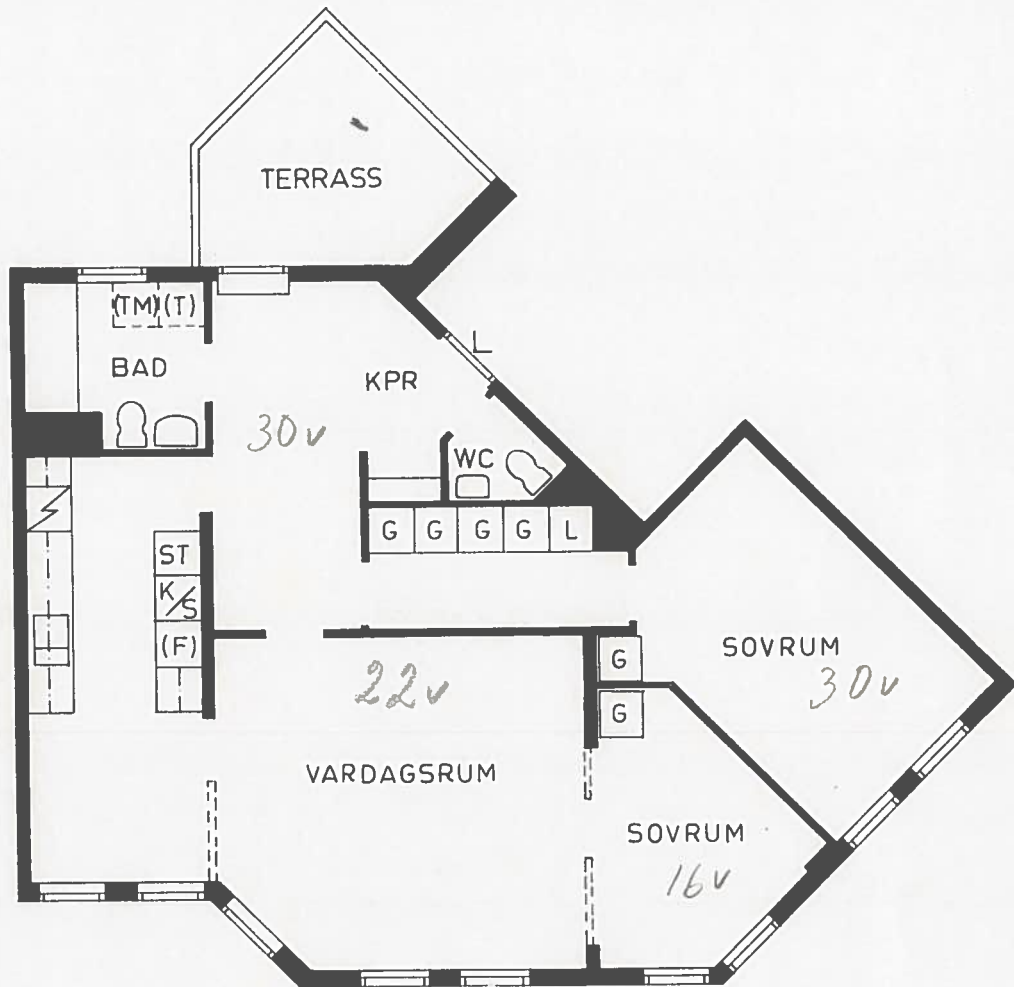 TERRASS
(TM) (T)
BAD
L
KPR
30v
WC
G G G G L
ST
K/S
(F)
G
SOVRUM
30v
22v
G
VARDAGSRUM
SOVRUM
16v